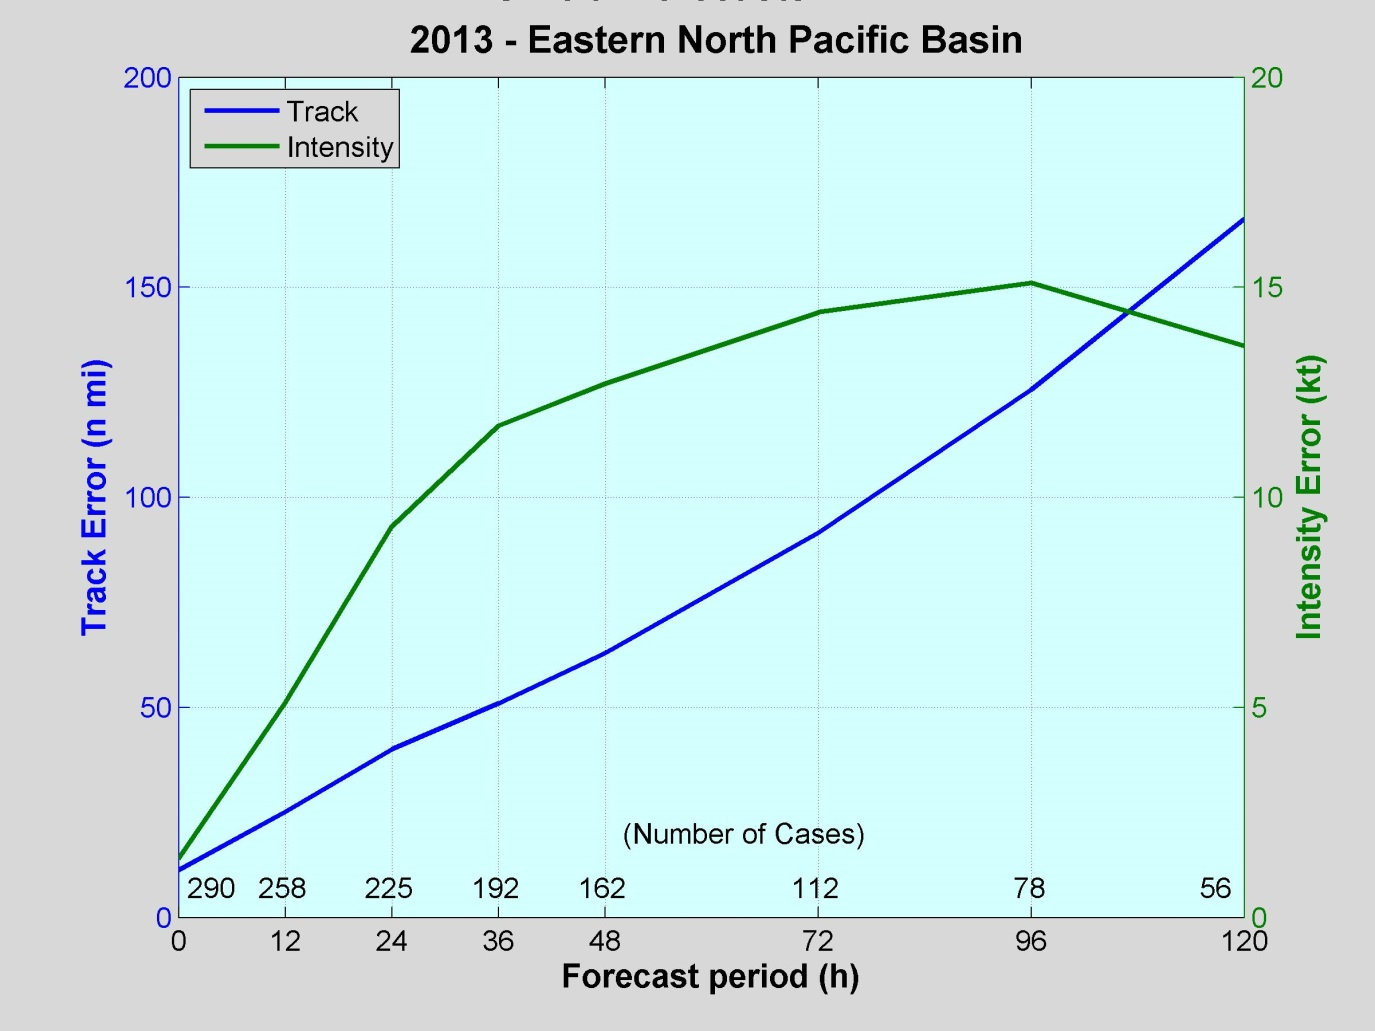 2013 - Eastern North Pacific Basin
200
150
100
50
0
Track Error (n mi)
Track
Intensity
20
15
10
5
0
Intensity Error (kt)
(Number of Cases)
290 258 225 192 162 112 78 56
0 12 24 36 48 72 96 120
Forecast period (h)